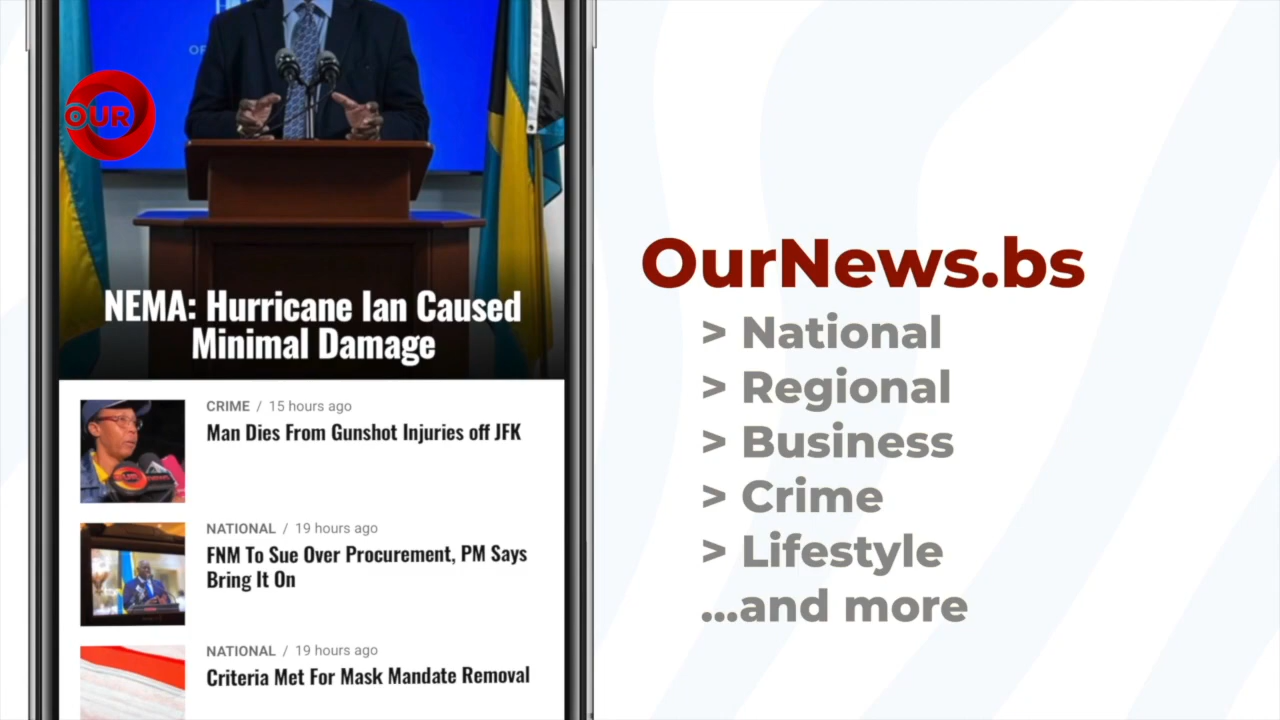 OF
OUR
NEMA: Hurricane Ian Caused
Minimal Damage
CRIME / 15 hours ago
Man Dies From Gunshot Injuries off JFK
OUR
NATIONAL / 19 hours ago
FNM To Sue Over Procurement, PM Says
Bring It On
NATIONAL / 19 hours ago
Criteria Met For Mask Mandate Removal
OurNews.bs
> National
> Regional
> Business
> Crime
> Lifestyle
...and more